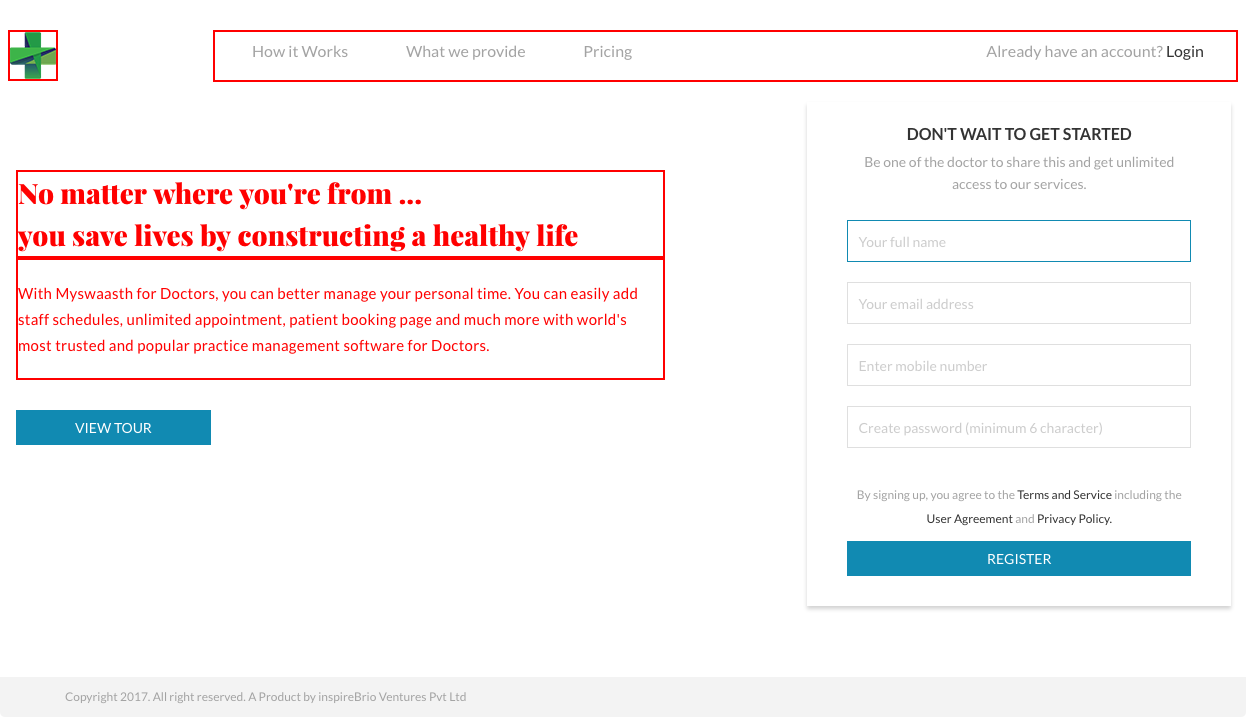 How it Works What we provide Pricing Already have an account? Login
No matter where you're from ...
you save lives by constructing a healthy life
With Myswaasth for Doctors, you can better manage your personal time. You can easily add
staff schedules, unlimited appointment, patient booking page and much more with world's
most trusted and popular practice management software for Doctors.
VIEW TOUR
DON'T WAIT TO GET STARTED
Be one of the doctor to share this and get unlimited
access to our services.
Your full name
Your email address
Enter mobile number
Create password (minimum 6 character)
By signing up, you agree to the Terms and Service including the
User Agreement and Privacy Policy.
REGISTER
Copyright 2017. All right reserved. A Product by inspireBrio Ventures Pvt Ltd